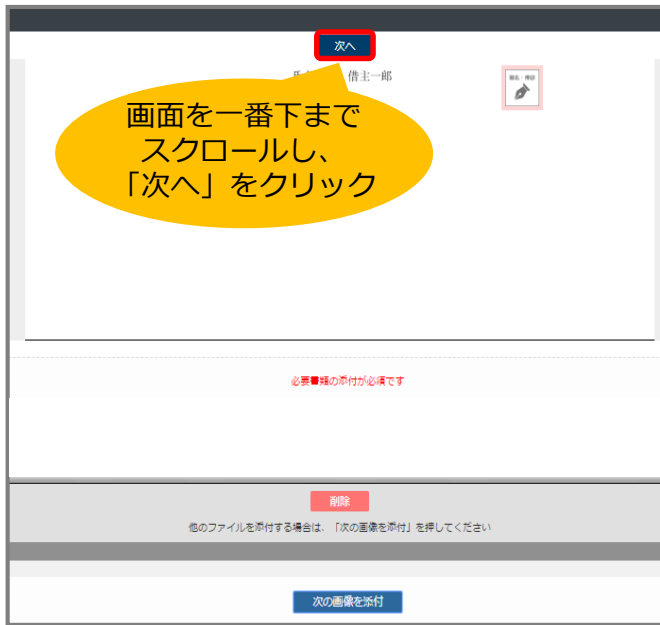 次へ
借主一郎
画面を一番下まで
スクロールし、
「次へ」をクリック
必要書類の添付が必須です
削除
他のファイルを添付する場合は、「次の画像を添付」を押してください
次の画像を添付